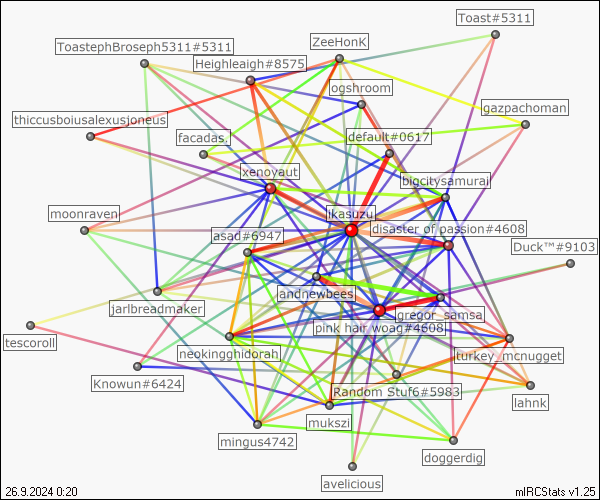 Toast#5311
ZeeHonK
ToastephBroseph5311#5311
Heighleaigh#8575
ogshroom
gazpachoman
thiccusboiusalexusjoneus
facadas.
default#0617
xenoyaut
bigcitysamurai
moonraven
ikasuzu
disaster of passion#4608
asad#6947
Duck™#9103
andnewbees
jarlbreadmaker
gregor_samsa
pink hair woag#4608
tescoroll
neokingghidorah
turkey_mcnugget
Knowun#6424
Random Stuf6#5983
lahnk
mukszi
mingus4742
doggerdig
avelicious
26.9.2024 0:20
mIRCStats v1.25